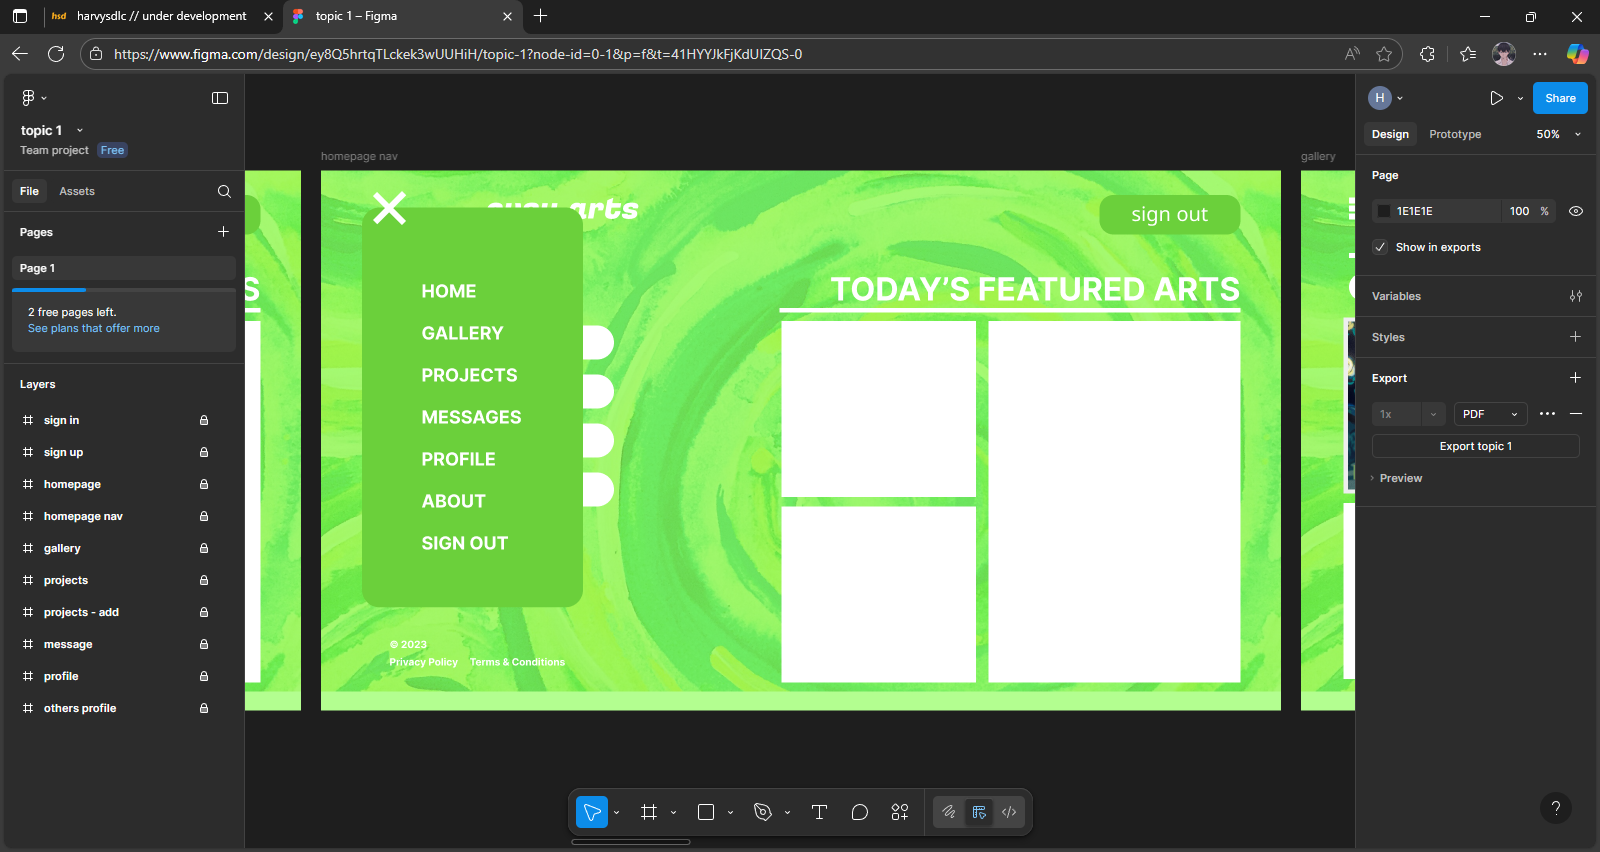 hsd harvysdlc // under development
topic 1 – Figma
https://www.figma.com/design/ey8Q5hrtqTLckek3wUUHiH/topic-1?node-id=0-1&p=f&t=41HYYJkFjKdUIZQS-0
topic 1
Team project Free
File Assets
Pages
Page 1
2 free pages left.
See plans that offer more
Layers
sign in
sign up
homepage
homepage nav
gallery
projects
projects - add
message
profile
others profile
homepage nav
gallery
arts
sign out
HOME
GALLERY
PROJECTS
MESSAGES
PROFILE
ABOUT
SIGN OUT
TODAY’S FEATURED ARTS
S
© 2023
Privacy Policy Terms & Conditions
H
Share
Design Prototype 50%
Page
1E1E1E 100 %
Show in exports
Variables
Styles
Export
1x PDF
Export topic 1
Preview
?